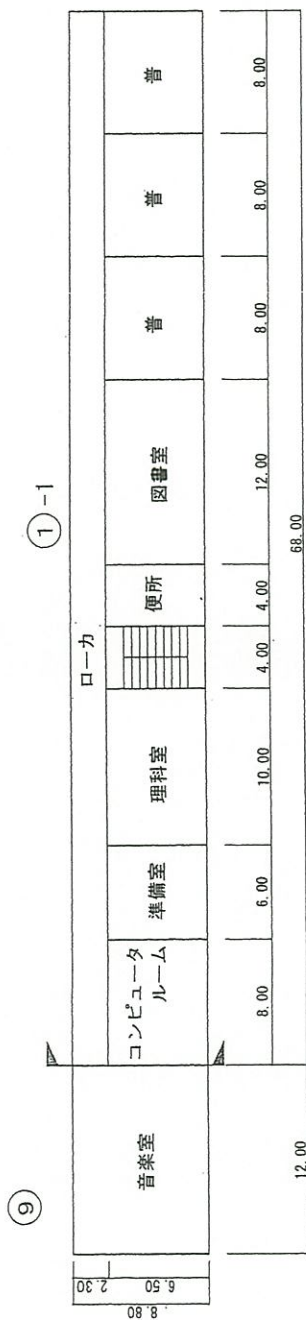 ⑨
①-1
ローカ
音楽室
コンピュータ
ルーム
準備室
理科室
便所
図書室
普
普
普
2.30
6.50
8.80
8.00
6.00
10.00
4.00
4.00
12.00
8.00
8.00
8.00
12.00
68.00